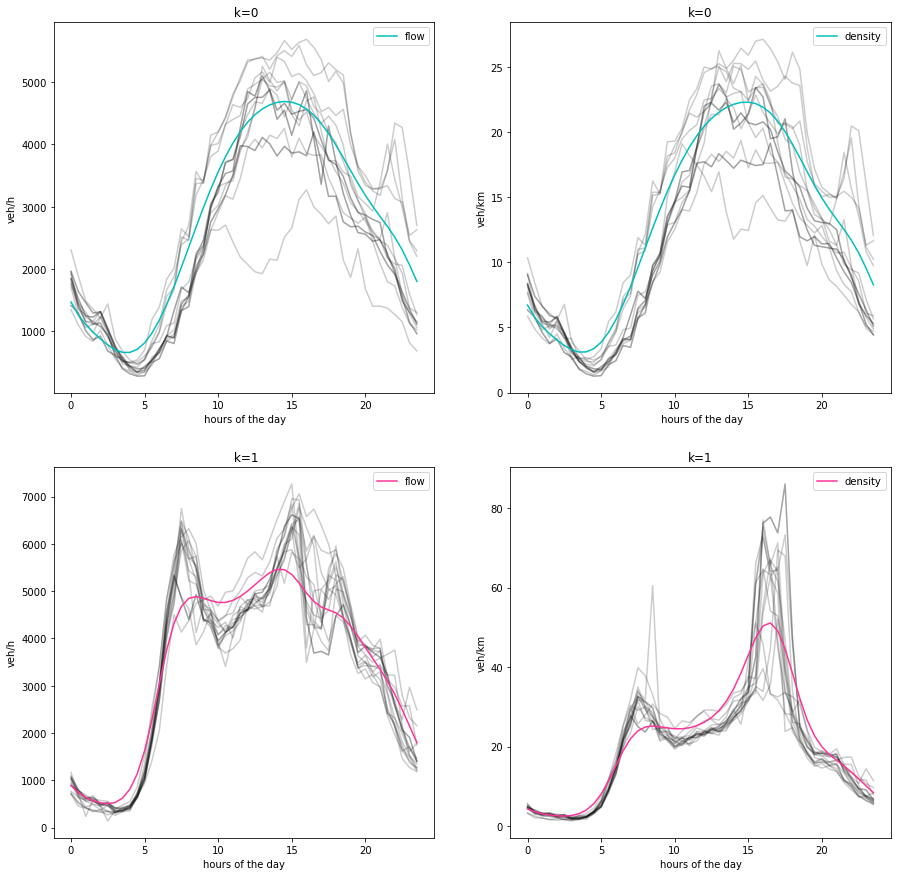 k=0
flow
veh/h
5000
4000
3000
2000
1000
0 5 10 15 20
hours of the day
k=0
density
veh/km
25
20
15
10
5
0
0 5 10 15 20
hours of the day
k=1
flow
veh/h
7000
6000
5000
4000
3000
2000
1000
0
0 5 10 15 20
hours of the day
k=1
density
veh/km
80
60
40
20
0
0 5 10 15 20
hours of the day